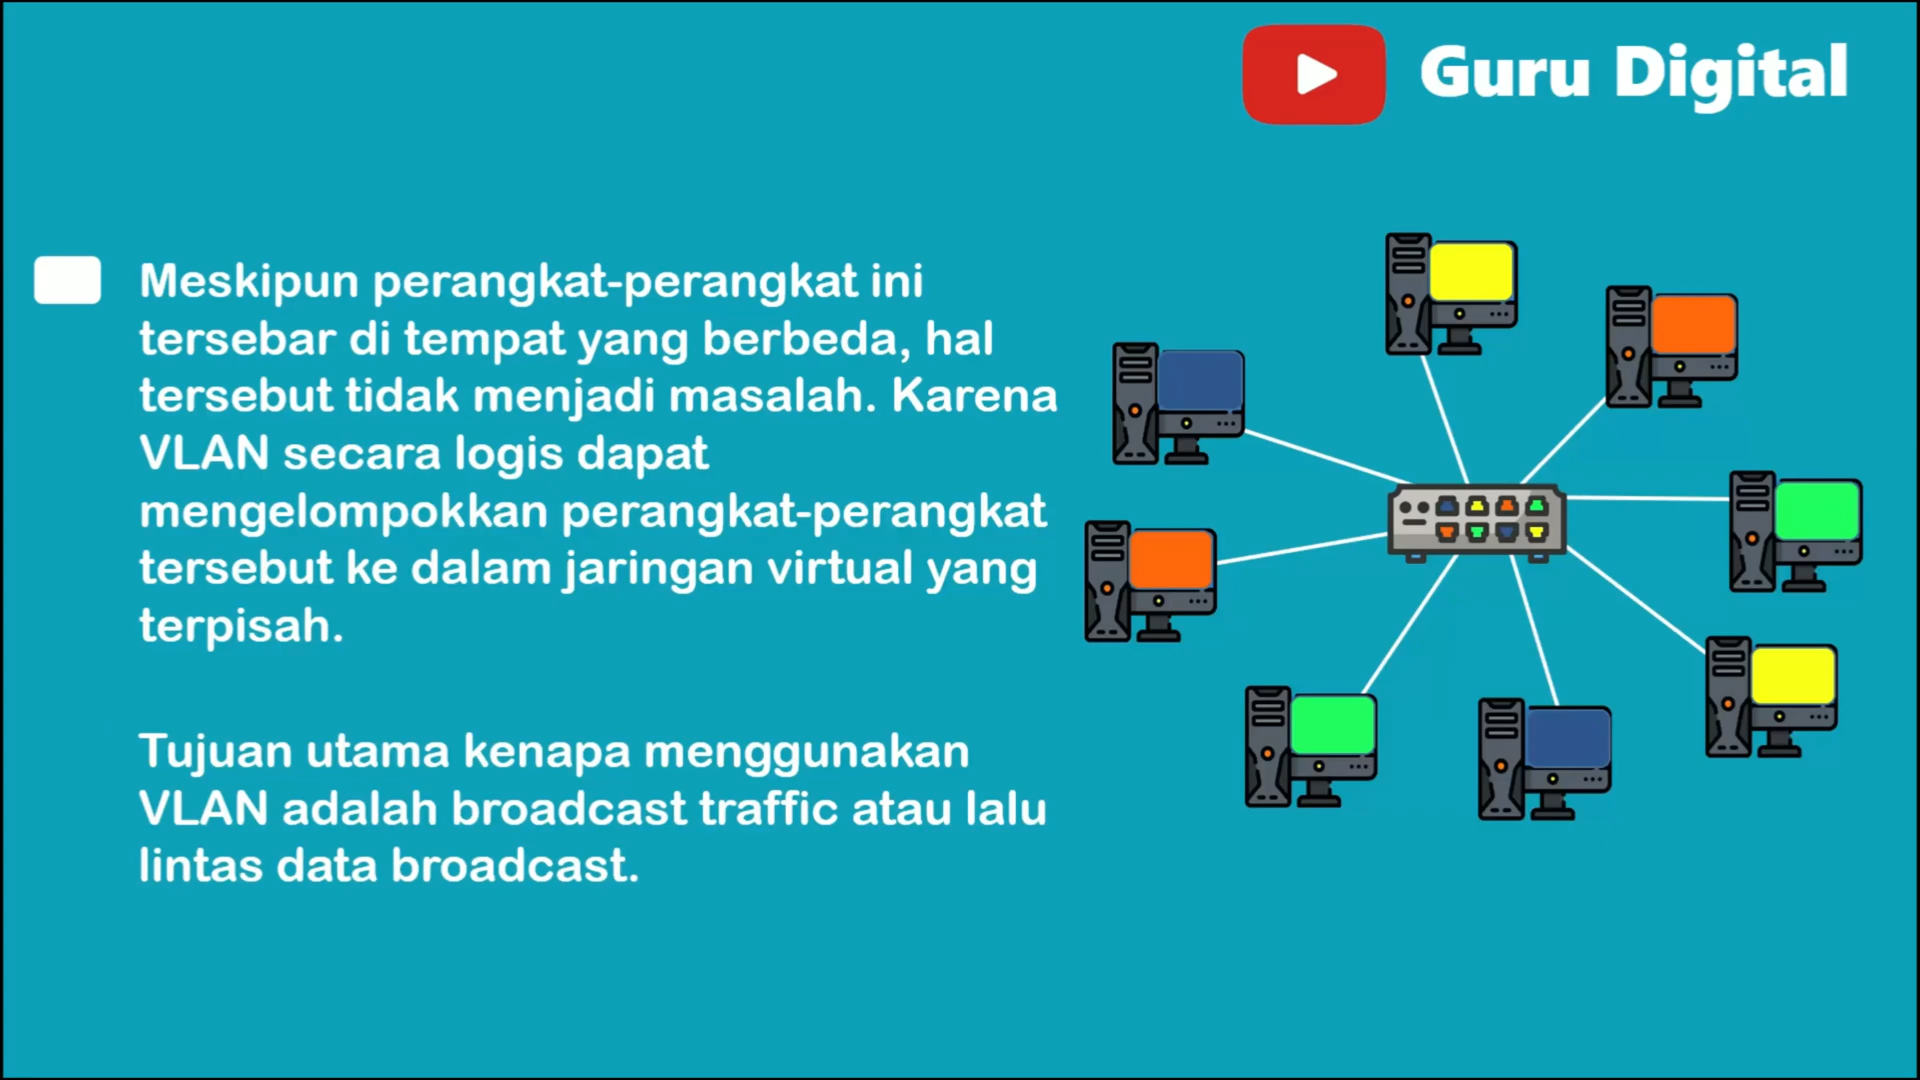 Guru Digital
Meskipun perangkat-perangkat ini
tersebar di tempat yang berbeda, hal
tersebut tidak menjadi masalah. Karena
VLAN secara logis dapat
mengelompokkan perangkat-perangkat
tersebut ke dalam jaringan virtual yang
terpisah.
Tujuan utama kenapa menggunakan
VLAN adalah broadcast traffic atau lalu
lintas data broadcast.